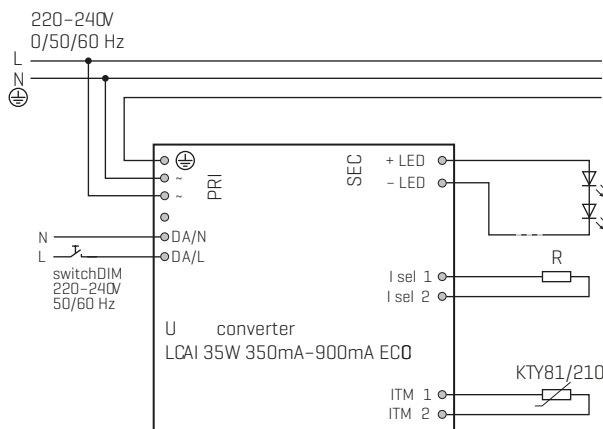 220–240V
0/50/60 Hz
L
N
PRI
SEC
+ LED
~
– LED
~
N
DA/N
L
DA/L
switchDIM
220–240V
50/60 Hz
R
I sel 1
I sel 2
U converter
LCAI 35W 350mA–900mA ECO
KTY81/210
ITM 1
ITM 2